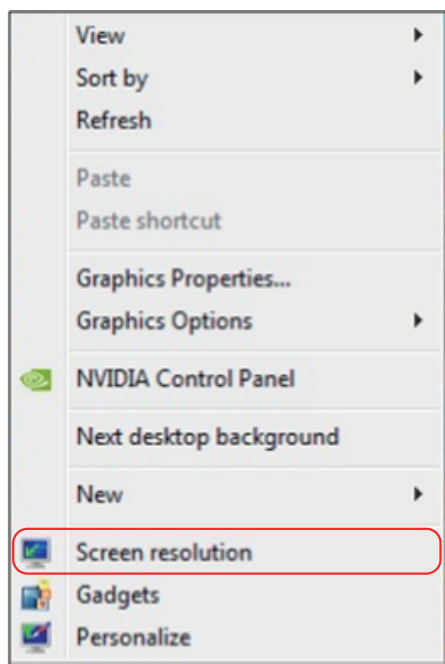 View
Sort by
Refresh
Paste
Paste shortcut
Graphics Properties...
Graphics Options
NVIDIA Control Panel
Next desktop background
New
Screen resolution
Gadgets
Personalize